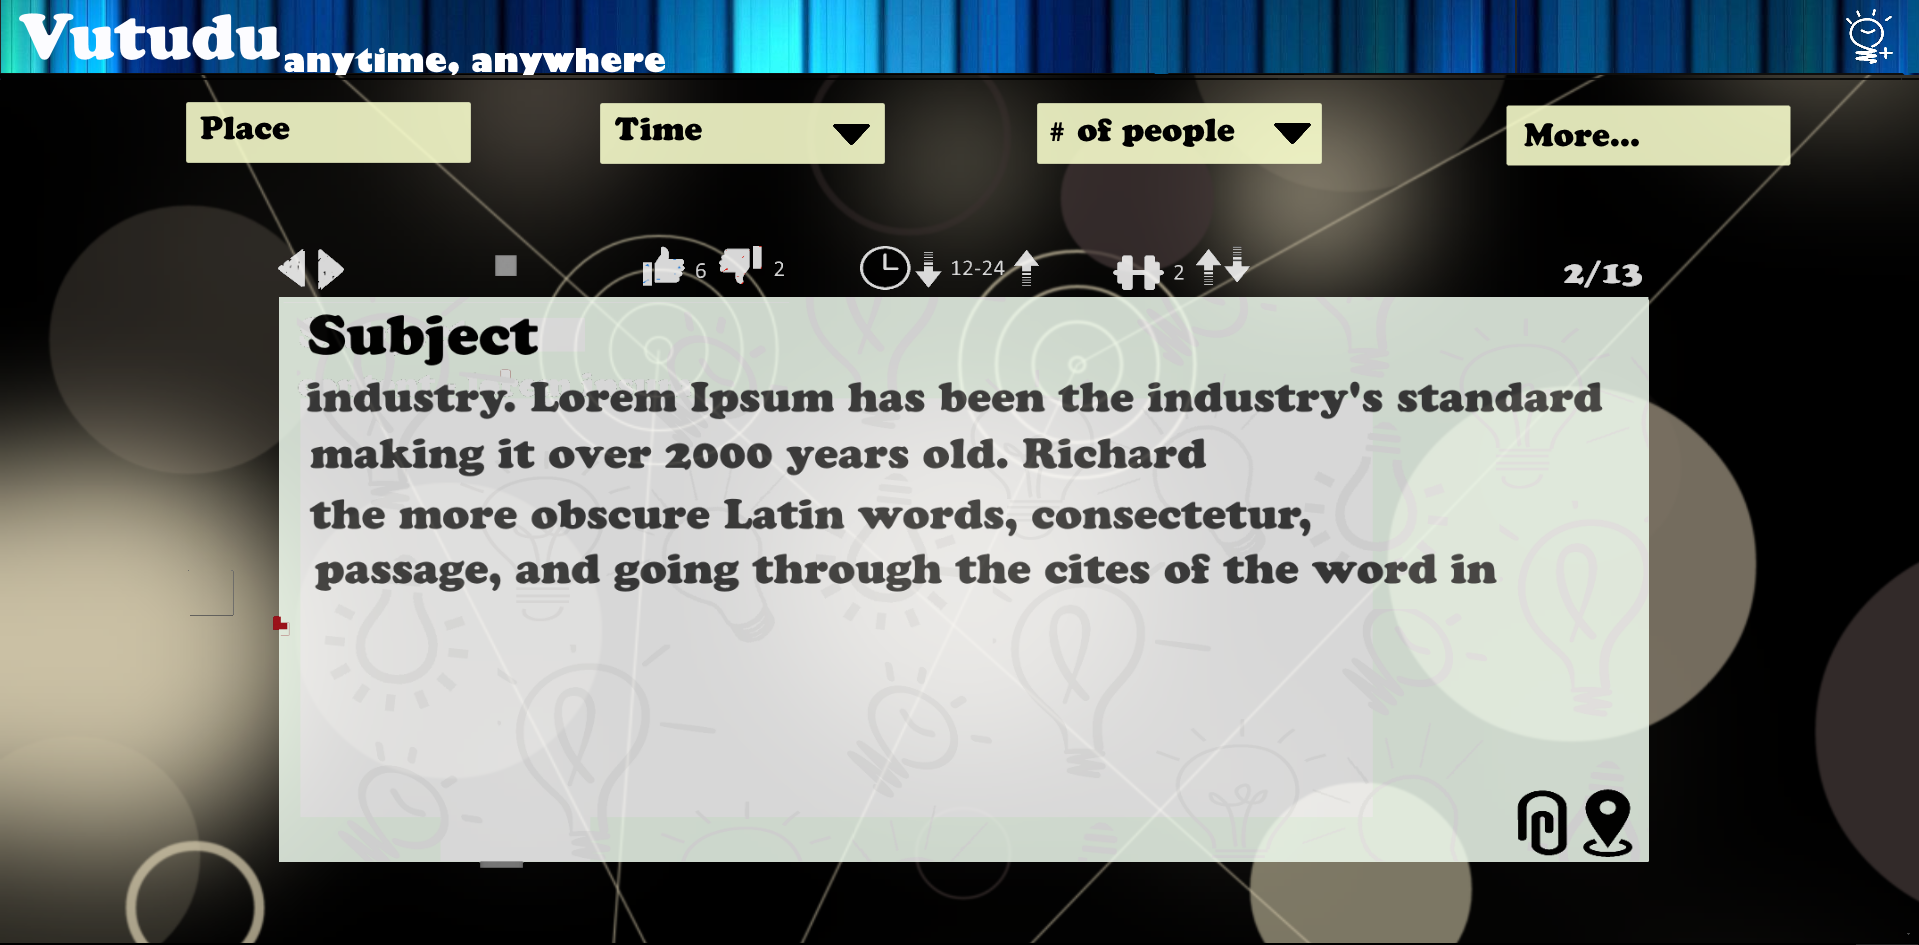 Vutudu anytime, anywhere
Place
Time
# of people
More...
6
2
12-24
2
2/13
Subject
industry. Lorem Ipsum has been the industry's standard
making it over 2000 years old. Richard
the more obscure Latin words, consectetur,
passage, and going through the cites of the word in